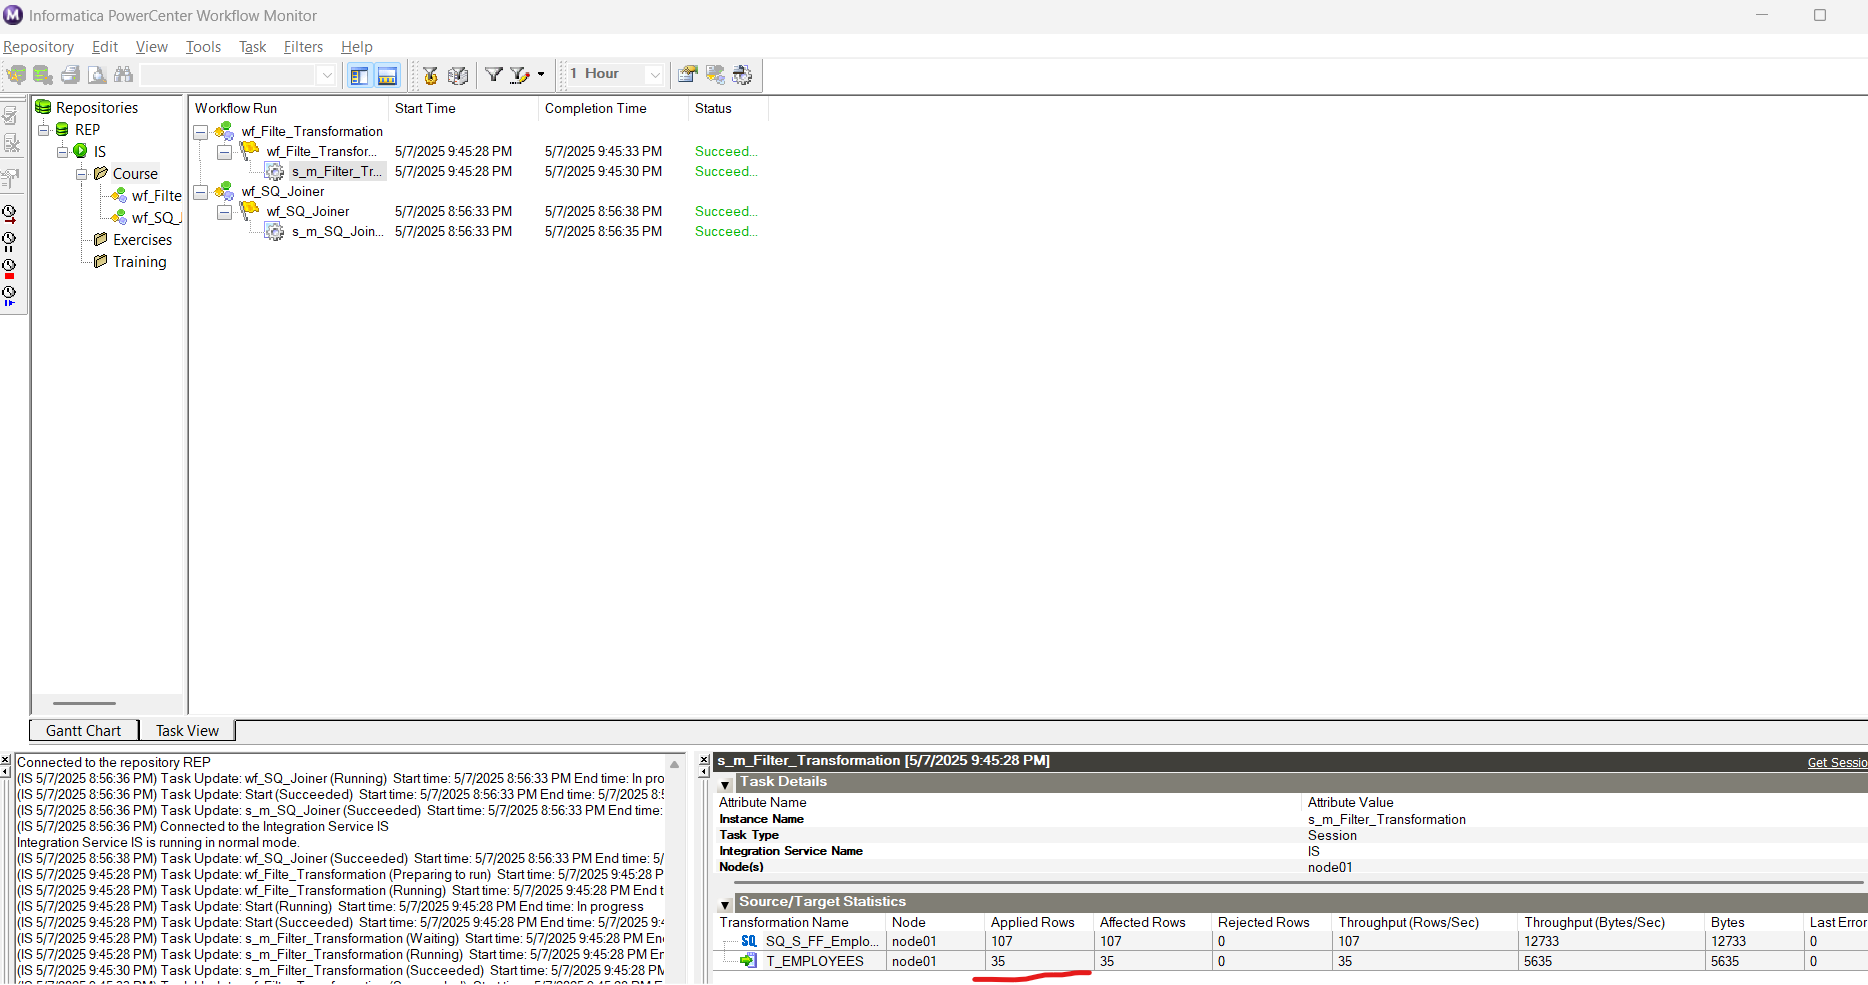 Informatica PowerCenter Workflow Monitor
Repository Edit View Tools Task Filters Help
1 Hour
Repositories
REP
IS
Course
wf_Filte
wf_SQ_J
Exercises
Training
Workflow Run Start Time Completion Time Status
wf_Filte_Transformation
wf_Filte_Transfor... 5/7/2025 9:45:28 PM 5/7/2025 9:45:33 PM Succeed...
s_m_Filter_Tr... 5/7/2025 9:45:28 PM 5/7/2025 9:45:30 PM Succeed...
wf_SQ_Joiner
wf_SQ_Joiner 5/7/2025 8:56:33 PM 5/7/2025 8:56:38 PM Succeed...
s_m_SQ_Join... 5/7/2025 8:56:33 PM 5/7/2025 8:56:35 PM Succeed...
Gantt Chart Task View
Connected to the repository REP
(IS 5/7/2025 8:56:36 PM) Task Update: wf_SQ_Joiner (Running) Start time: 5/7/2025 8:56:33 PM End time: In pro
(IS 5/7/2025 8:56:36 PM) Task Update: Start (Succeeded) Start time: 5/7/2025 8:56:33 PM End time: 5/7/2025 8:5
(IS 5/7/2025 8:56:36 PM) Task Update: s_m_SQ_Joiner (Succeeded) Start time: 5/7/2025 8:56:33 PM End time:
(IS 5/7/2025 8:56:36 PM) Connected to the Integration Service IS
Integration Service IS is running in normal mode.
(IS 5/7/2025 8:56:38 PM) Task Update: wf_SQ_Joiner (Succeeded) Start time: 5/7/2025 8:56:33 PM End time: 5/
(IS 5/7/2025 9:45:28 PM) Task Update: wf_Filte_Transformation (Preparing to run) Start time: 5/7/2025 9:45:28 P
(IS 5/7/2025 9:45:28 PM) Task Update: wf_Filte_Transformation (Running) Start time: 5/7/2025 9:45:28 PM End t
(IS 5/7/2025 9:45:28 PM) Task Update: Start (Running) Start time: 5/7/2025 9:45:28 PM End time: In progress
(IS 5/7/2025 9:45:28 PM) Task Update: Start (Succeeded) Start time: 5/7/2025 9:45:28 PM End time: 5/7/2025 9:4
(IS 5/7/2025 9:45:28 PM) Task Update: s_m_Filter_Transformation (Waiting) Start time: 5/7/2025 9:45:28 PM En
(IS 5/7/2025 9:45:28 PM) Task Update: s_m_Filter_Transformation (Running) Start time: 5/7/2025 9:45:28 PM Er
(IS 5/7/2025 9:45:30 PM) Task Update: s_m_Filter_Transformation (Succeeded) Start time: 5/7/2025 9:45:28 PM
s_m_Filter_Transformation [5/7/2025 9:45:28 PM] Get Sessio
Task Details
Attribute Name Attribute Value
Instance Name s_m_Filter_Transformation
Task Type Session
Integration Service Name IS
Node(s) node01
Source/Target Statistics
Transformation Name Node Applied Rows Affected Rows Rejected Rows Throughput (Rows/Sec) Throughput (Bytes/Sec) Bytes Last Error
SQ SQ_S_FF_Emplo... node01 107 107 0 107 12733 12733 0
T_EMPLOYEES node01 35 35 0 35 5635 5635 0